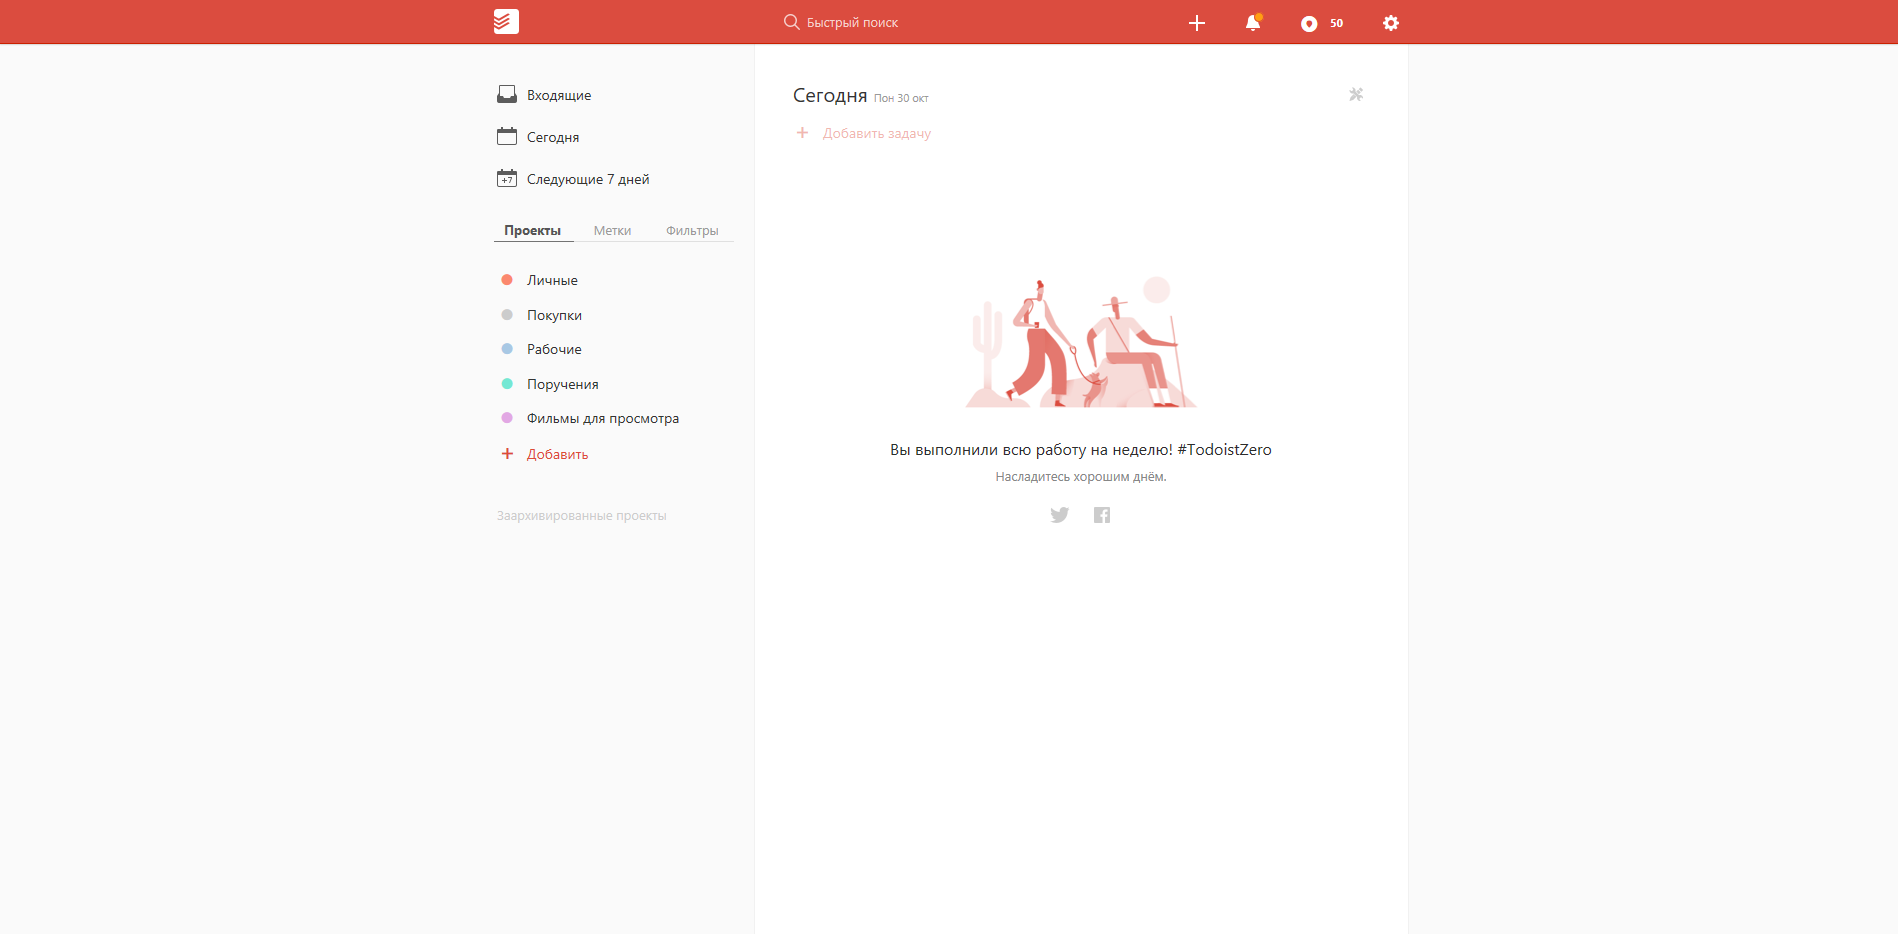 Быстрый поиск
50
Входящие
Сегодня
+7 Следующие 7 дней
Проекты Метки Фильтры
Личные
Покупки
Рабочие
Поручения
Фильмы для просмотра
+ Добавить
Заархивированные проекты
Сегодня Пон 30 окт
+ Добавить задачу
Вы выполнили всю работу на неделю! #TodoistZero
Насладитесь хорошим днём.